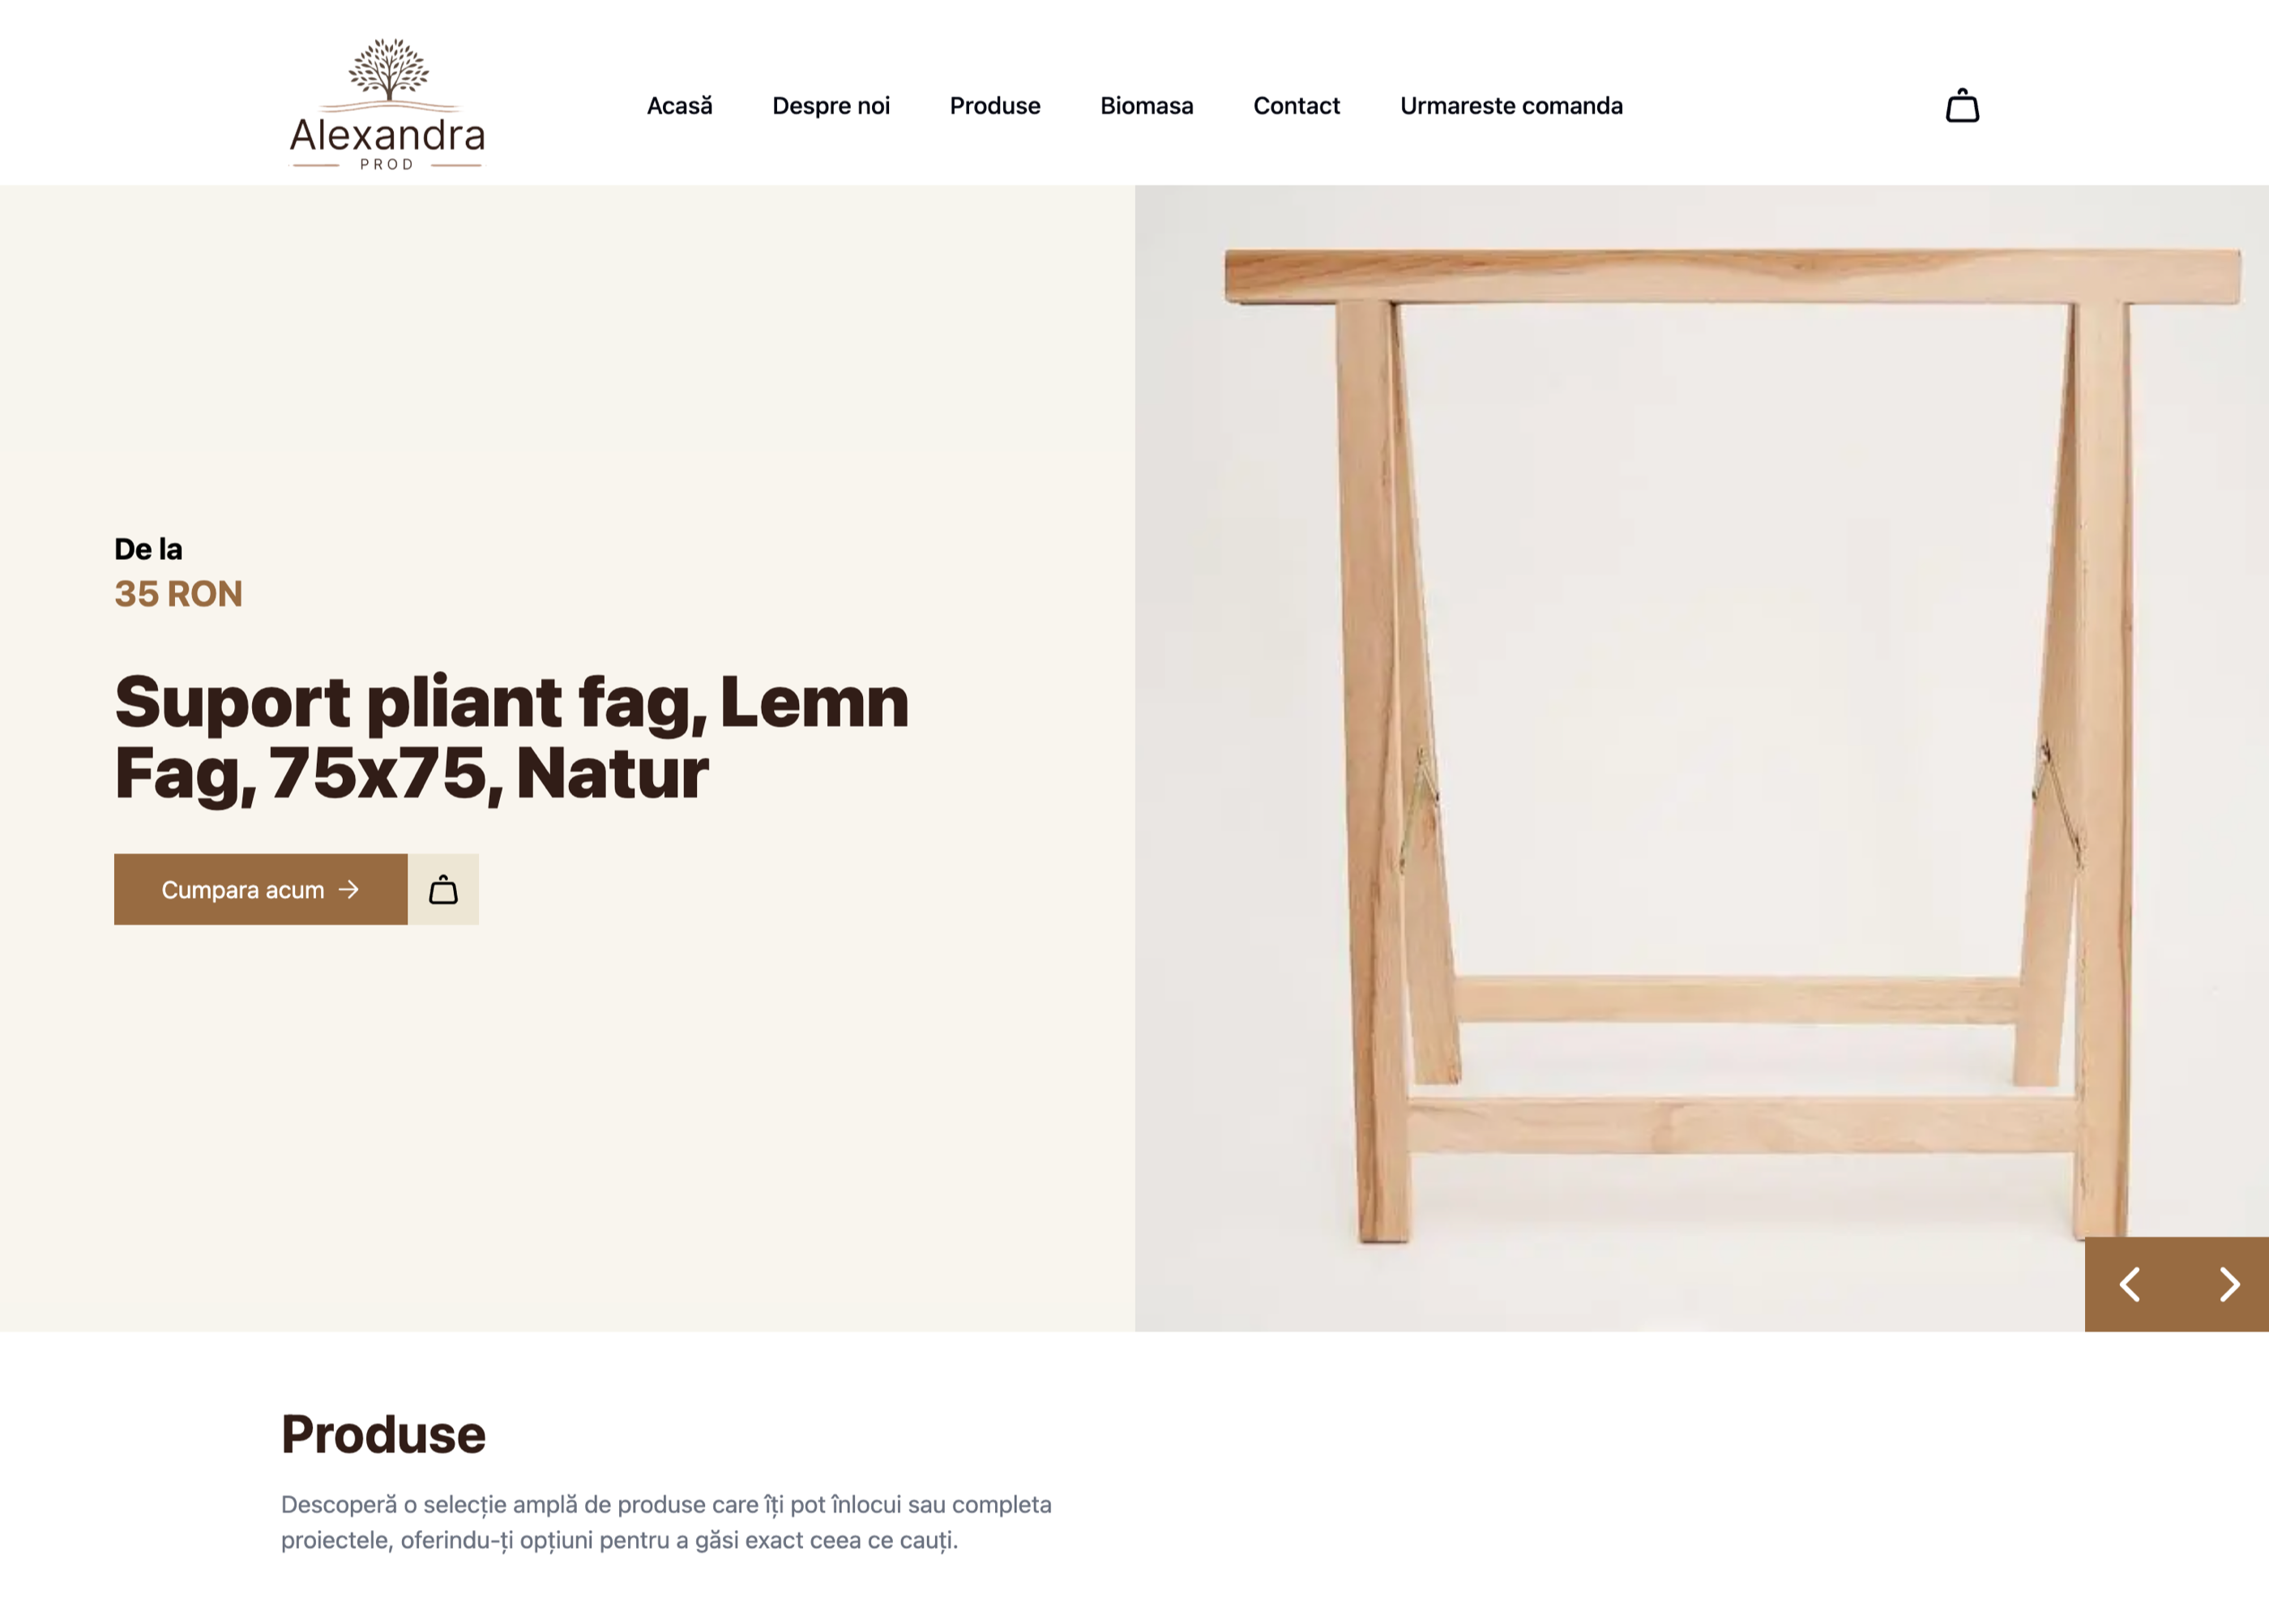 Alexandra
PROD
Acasă
Despre noi
Produse
Biomasa
Contact
Urmareste comanda
De la
35 RON
Suport pliant fag, Lemn
Fag, 75x75, Natur
Cumpara acum
Produse
Descoperă o selecție amplă de produse care îți pot înlocui sau completa
proiectele, oferindu-ți opțiuni pentru a găsi exact ceea ce cauți.